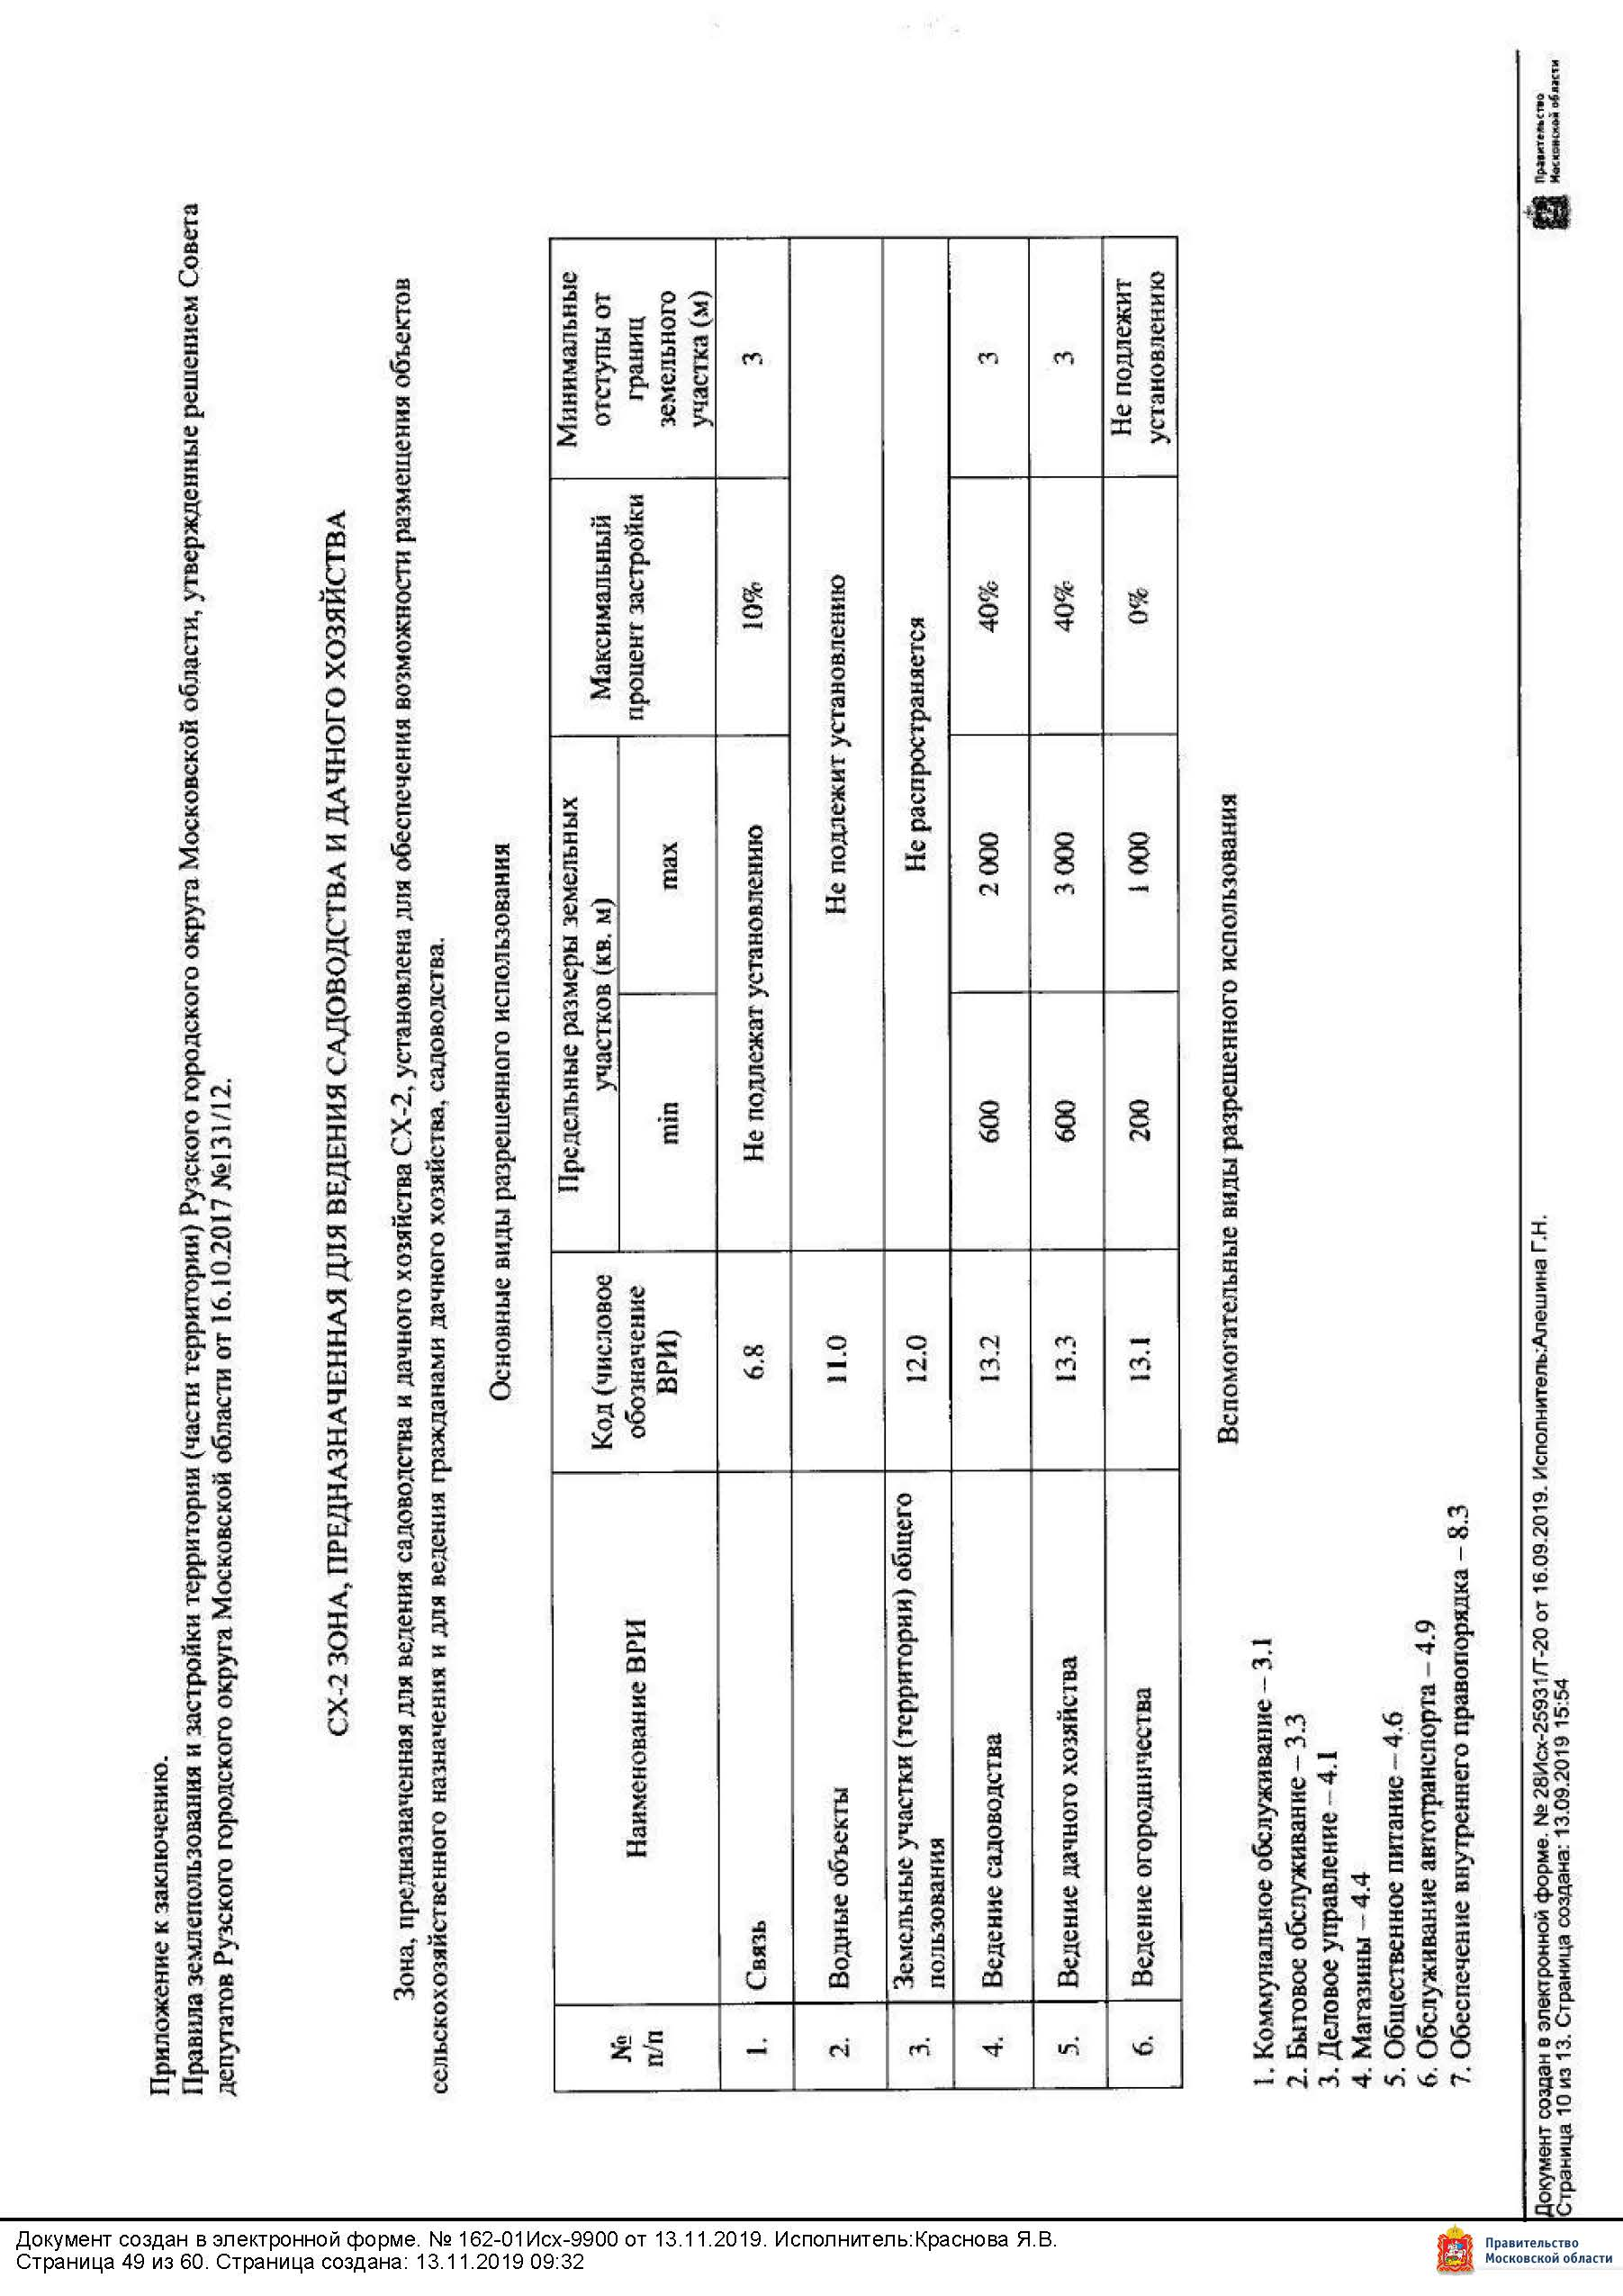 Приложение к заключению.
Правила землепользования и застройки территории (части территории) Рузского городского округа Московской области, утвержденные решением Совета
депутатов Рузского городского округа Московской области от 16.10.2017 №131/12.
СХ-2 ЗОНА, ПРЕДНАЗНАЧЕННАЯ ДЛЯ ВЕДЕНИЯ САДОВОДСТВА И ДАЧНОГО ХОЗЯЙСТВА
Зона, предназначенная для ведения садоводства и дачного хозяйства СХ-2, установлена для обеспечения возможности размещения объектов
сельскохозяйственного назначения и для ведения гражданами дачного хозяйства, садоводства.
Основные виды разрешенного использования
№
п/п
Наименование ВРИ
Код (числовое
обозначение
ВРИ)
Предельные размеры земельных
участков (кв. м)
min
max
Максимальный
процент застройки
Минимальные
отступы от
границ
земельного
участка (м)
1. Связь 6.8 Не подлежат установлению 10% 3
2. Водные объекты 11.0 Не подлежит установлению
3. Земельные участки (территории) общего
пользования 12.0 Не распространяется
4. Ведение садоводства 13.2 600 2 000 40% 3
5. Ведение дачного хозяйства 13.3 600 3 000 40% 3
6. Ведение огородничества 13.1 200 1 000 0% Не подлежит
установлению
Вспомогательные виды разрешенного использования
1. Коммунальное обслуживание – 3.1
2. Бытовое обслуживание – 3.3
3. Деловое управление – 4.1
4. Магазины – 4.4
5. Общественное питание – 4.6
6. Обслуживание автотранспорта – 4.9
7. Обеспечение внутреннего правопорядка – 8.3
Документ создан в электронной форме. № 28Исх-25931/Т-20 от 16.09.2019. Исполнитель:Алешина Г.Н.
Страница 10 из 13. Страница создана: 13.09.2019 15:54
Правительство
Московской области
Документ создан в электронной форме. № 162-01Исх-9900 от 13.11.2019. Исполнитель:Краснова Я.В.
Страница 49 из 60. Страница создана: 13.11.2019 09:32
Правительство
Московской области